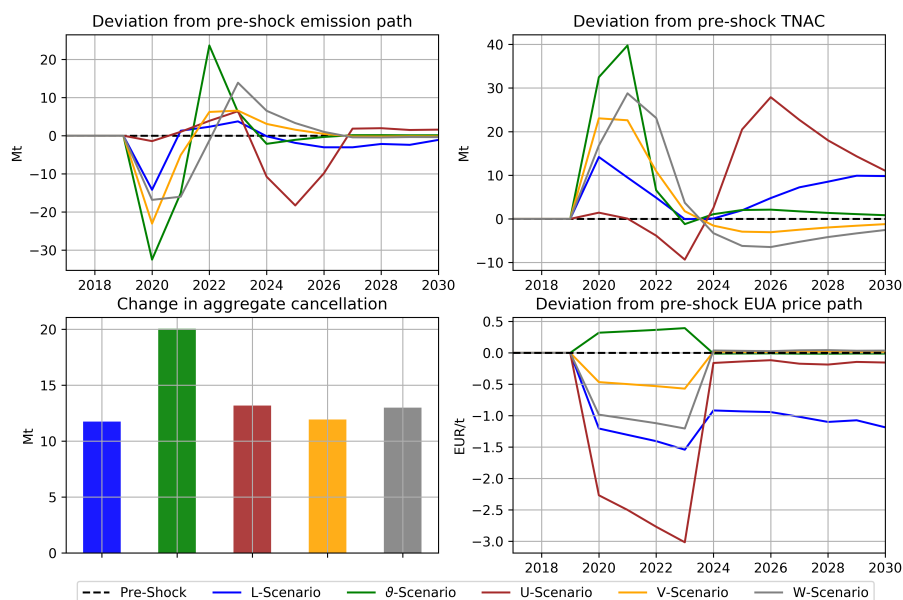 Deviation from pre-shock emission path
Mt
20
10
0
−10
−20
−30
2018 2020 2022 2024 2026 2028 2030
Deviation from pre-shock TNAC
Mt
40
30
20
10
0
−10
2018 2020 2022 2024 2026 2028 2030
Change in aggregate cancellation
Mt
20
15
10
5
0
Deviation from pre-shock EUA price path
EUR/t
0.5
0.0
−0.5
−1.0
−1.5
−2.0
−2.5
−3.0
2018 2020 2022 2024 2026 2028 2030
Pre-Shock L-Scenario ϑ-Scenario U-Scenario V-Scenario W-Scenario